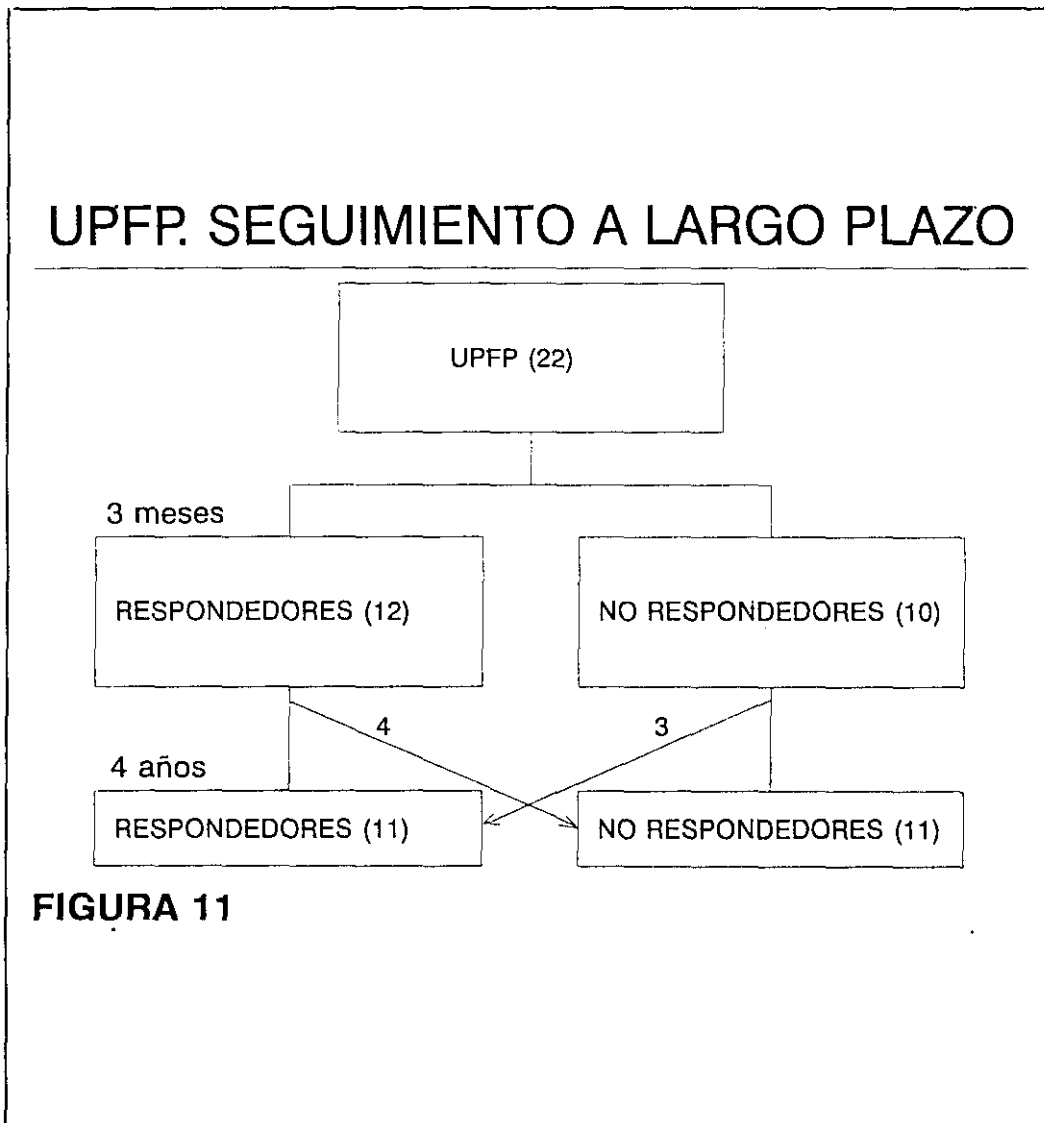 UPFP. SEGUIMIENTO A LARGO PLAZO
UPFP (22)
3 meses
RESPONDEDORES (12)
NO RESPONDEDORES (10)
4
3
4 años
RESPONDEDORES (11)
NO RESPONDEDORES (11)
FIGURA 11